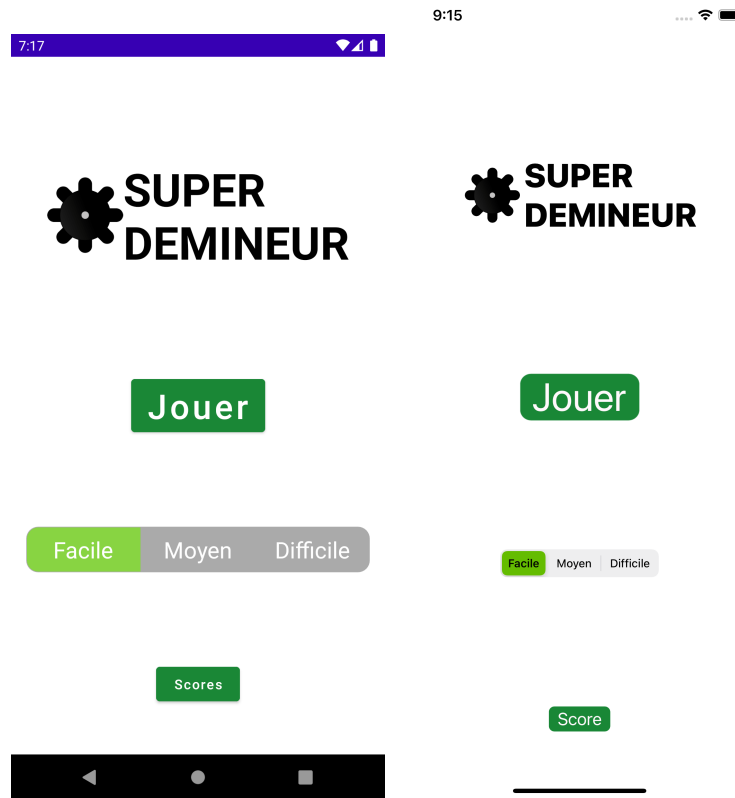 7:17
SUPER
DEMINEUR
Jouer
Facile Moyen Difficile
Scores
9:15
SUPER
DEMINEUR
Jouer
Facile Moyen Difficile
Score